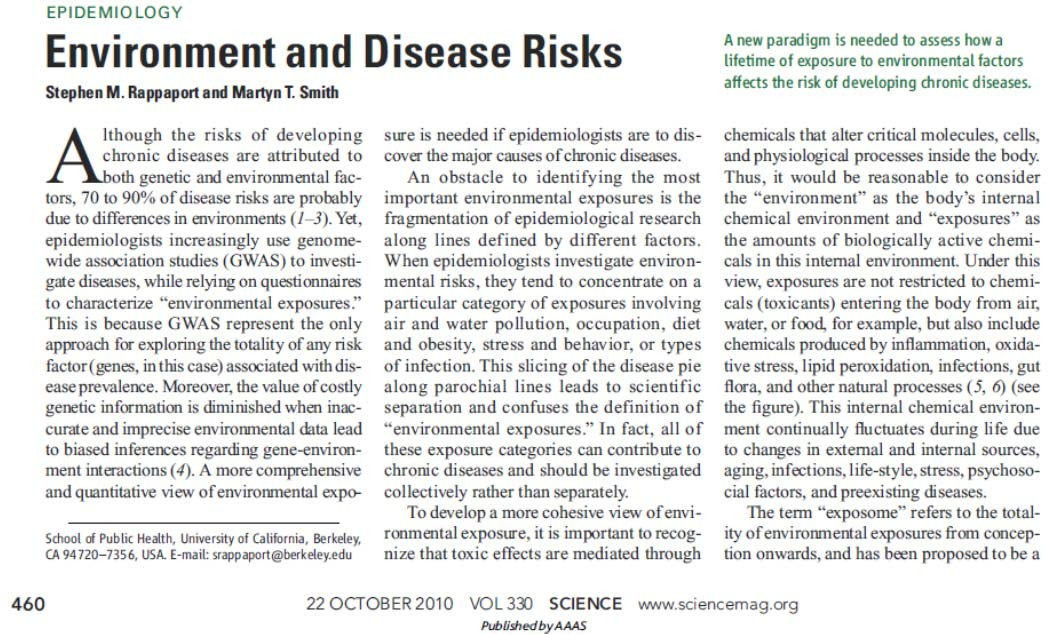 EPIDEMIOLOGY
Environment and Disease Risks
Stephen M. Rappaport and Martyn T. Smith
A new paradigm is needed to assess how a
lifetime of exposure to environmental factors
affects the risk of developing chronic diseases.
Although the risks of developing
chronic diseases are attributed to
both genetic and environmental fac-
tors, 70 to 90% of disease risks are probably
due to differences in environments (1–3). Yet,
epidemiologists increasingly use genome-
wide association studies (GWAS) to investi-
gate diseases, while relying on questionnaires
to characterize “environmental exposures.”
This is because GWAS represent the only
approach for exploring the totality of any risk
factor (genes, in this case) associated with dis-
ease prevalence. Moreover, the value of costly
genetic information is diminished when inac-
curate and imprecise environmental data lead
to biased inferences regarding gene-environ-
ment interactions (4). A more comprehensive
and quantitative view of environmental expo-
School of Public Health, University of California, Berkeley,
CA 94720–7356, USA. E-mail: srappaport@berkeley.edu
sure is needed if epidemiologists are to dis-
cover the major causes of chronic diseases.
An obstacle to identifying the most
important environmental exposures is the
fragmentation of epidemiological research
along lines defined by different factors.
When epidemiologists investigate environ-
mental risks, they tend to concentrate on a
particular category of exposures involving
air and water pollution, occupation, diet
and obesity, stress and behavior, or types
of infection. This slicing of the disease pie
along parochial lines leads to scientific
separation and confuses the definition of
“environmental exposures.” In fact, all of
these exposure categories can contribute to
chronic diseases and should be investigated
collectively rather than separately.
To develop a more cohesive view of envi-
ronmental exposure, it is important to recog-
nize that toxic effects are mediated through
chemicals that alter critical molecules, cells,
and physiological processes inside the body.
Thus, it would be reasonable to consider
the “environment” as the body’s internal
chemical environment and “exposures” as
the amounts of biologically active chemi-
cals in this internal environment. Under this
view, exposures are not restricted to chemi-
cals (toxicants) entering the body from air,
water, or food, for example, but also include
chemicals produced by inflammation, oxida-
tive stress, lipid peroxidation, infections, gut
flora, and other natural processes (5, 6) (see
the figure). This internal chemical environ-
ment continually fluctuates during life due
to changes in external and internal sources,
aging, infections, life-style, stress, psychoso-
cial factors, and preexisting diseases.
The term “exposome” refers to the total-
ity of environmental exposures from concep-
tion onwards, and has been proposed to be a
460
22 OCTOBER 2010 VOL 330 SCIENCE www.sciencemag.org
Published by AAAS